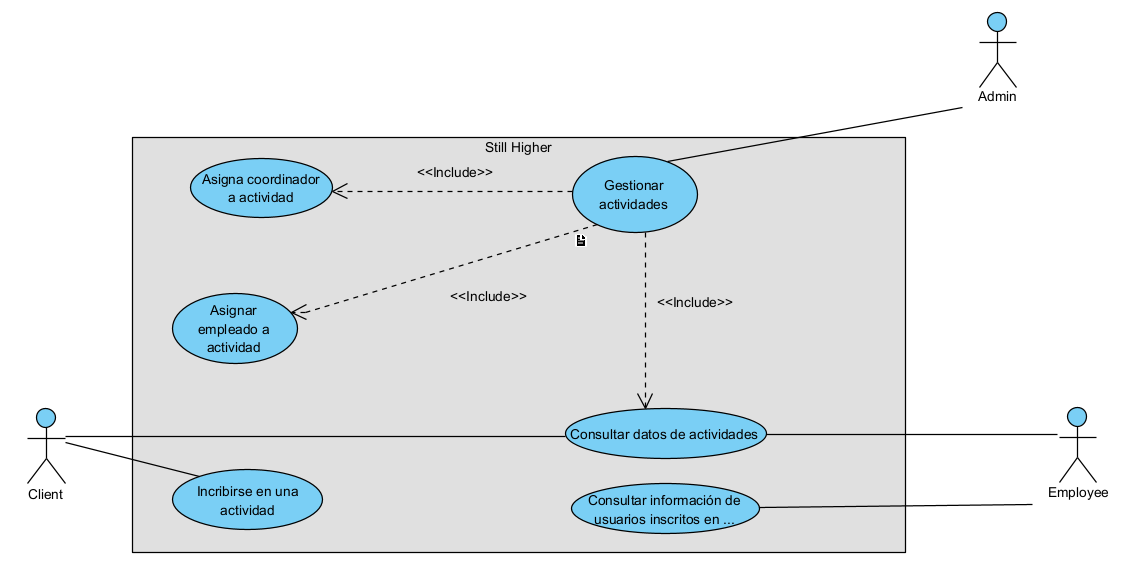 Admin
Still Higher
Asigna coordinador
a actividad
<<Include>>
Gestionar
actividades
<<Include>>
<<Include>>
Asignar
empleado a
actividad
Client
Consultar datos de actividades
Employee
Incribirse en una
actividad
Consultar información de
usuarios inscritos en ...